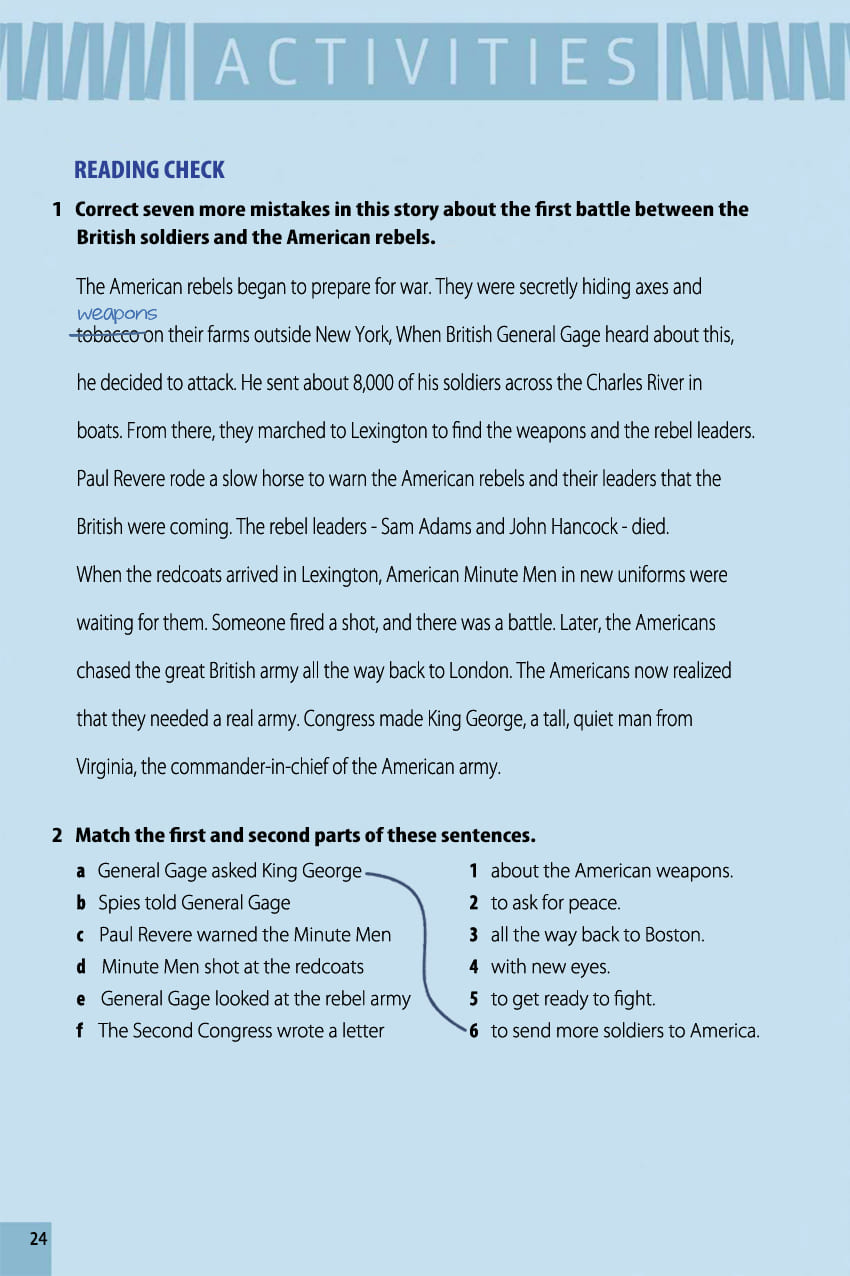 ACTIVITIES
READING CHECK
1 Correct seven more mistakes in this story about the first battle between the
British soldiers and the American rebels.
The American rebels began to prepare for war. They were secretly hiding axes and
weapons
tobacco on their farms outside New York, When British General Gage heard about this,
he decided to attack. He sent about 8,000 of his soldiers across the Charles River in
boats. From there, they marched to Lexington to find the weapons and the rebel leaders.
Paul Revere rode a slow horse to warn the American rebels and their leaders that the
British were coming. The rebel leaders - Sam Adams and John Hancock - died.
When the redcoats arrived in Lexington, American Minute Men in new uniforms were
waiting for them. Someone fired a shot, and there was a battle. Later, the Americans
chased the great British army all the way back to London. The Americans now realized
that they needed a real army. Congress made King George, a tall, quiet man from
Virginia, the commander-in-chief of the American army.
2 Match the first and second parts of these sentences.
a General Gage asked King George
b Spies told General Gage
c Paul Revere warned the Minute Men
d Minute Men shot at the redcoats
e General Gage looked at the rebel army
f The Second Congress wrote a letter
1 about the American weapons.
2 to ask for peace.
3 all the way back to Boston.
4 with new eyes.
5 to get ready to fight.
6 to send more soldiers to America.
24